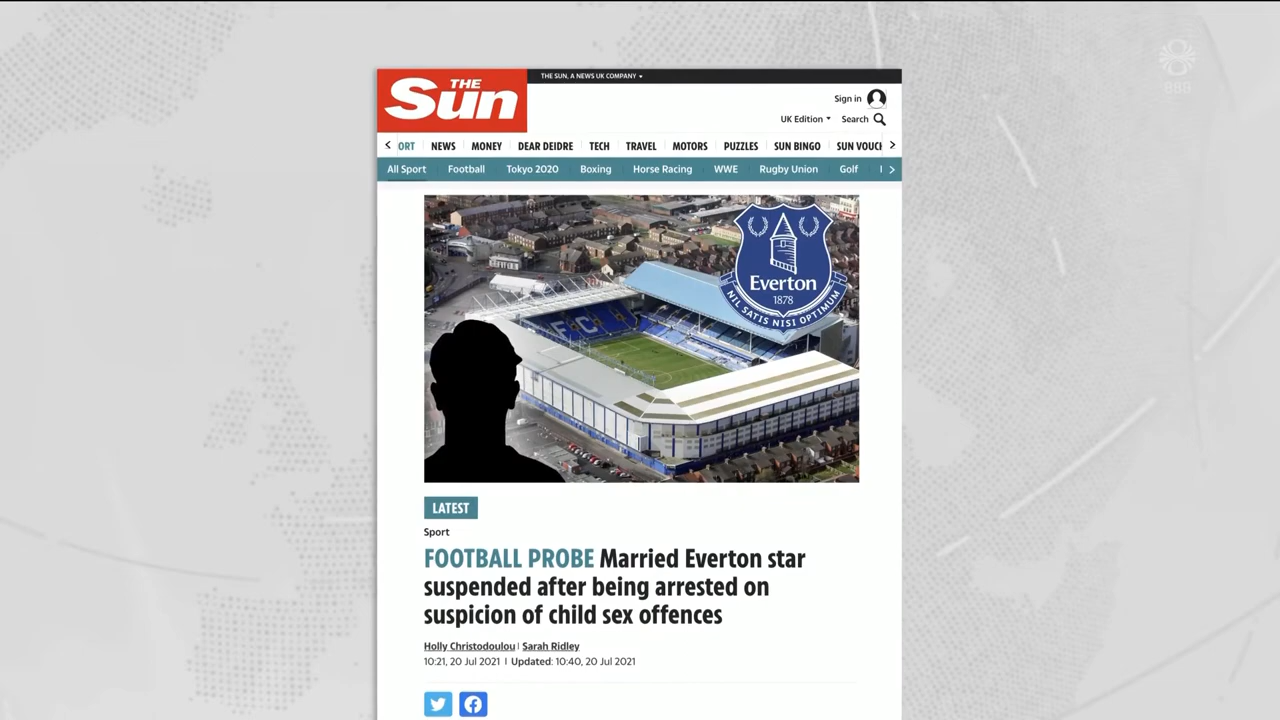 THE
Sun
THE SUN, A NEWS UK COMPANY
Sign in
UK Edition
Search
ORT NEWS MONEY DEAR DEIDRE TECH TRAVEL MOTORS PUZZLES SUN BINGO SUN VOUCH
All Sport Football Tokyo 2020 Boxing Horse Racing WWE Rugby Union Golf
Everton
1878
NIL SATIS NISI OPTIMUM
FC
LATEST
Sport
FOOTBALL PROBE Married Everton star
suspended after being arrested on
suspicion of child sex offences
Holly Christodoulou | Sarah Ridley
10:21, 20 Jul 2021 | Updated: 10:40, 20 Jul 2021